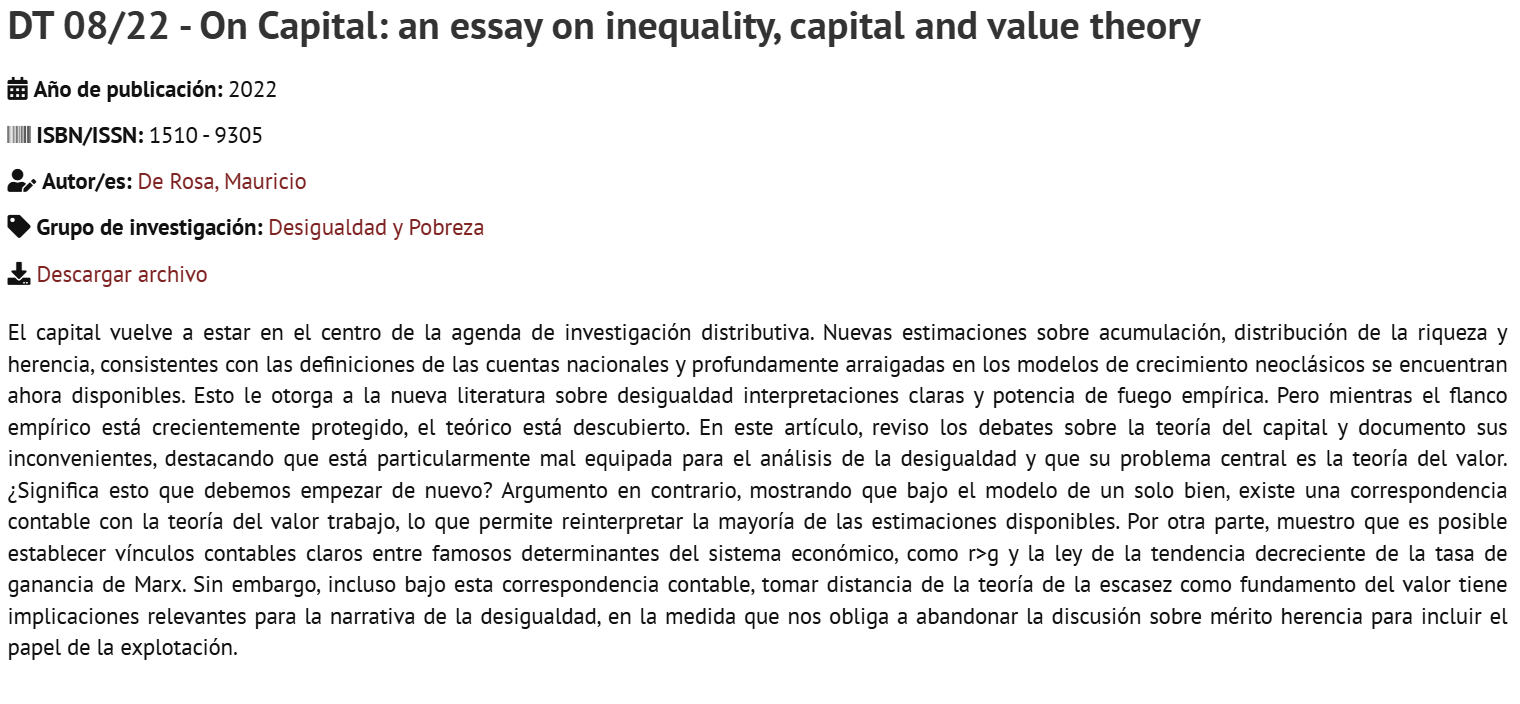 DT 08/22 - On Capital: an essay on inequality, capital and value theory
Año de publicación: 2022
ISBN/ISSN: 1510 - 9305
Autor/es: De Rosa, Mauricio
Grupo de investigación: Desigualdad y Pobreza
Descargar archivo
El capital vuelve a estar en el centro de la agenda de investigación distributiva. Nuevas estimaciones sobre acumulación, distribución de la riqueza y
herencia, consistentes con las definiciones de las cuentas nacionales y profundamente arraigadas en los modelos de crecimiento neoclásicos se encuentran
ahora disponibles. Esto le otorga a la nueva literatura sobre desigualdad interpretaciones claras y potencia de fuego empírica. Pero mientras el flanco
empírico está crecientemente protegido, el teórico está descubierto. En este artículo, reviso los debates sobre la teoría del capital y documento sus
inconvenientes, destacando que está particularmente mal equipada para el análisis de la desigualdad y que su problema central es la teoría del valor.
¿Significa esto que debemos empezar de nuevo? Argumento en contrario, mostrando que bajo el modelo de un solo bien, existe una correspondencia
contable con la teoría del valor trabajo, lo que permite reinterpretar la mayoría de las estimaciones disponibles. Por otra parte, muestro que es posible
establecer vínculos contables claros entre famosos determinantes del sistema económico, como r>g y la ley de la tendencia decreciente de la tasa de
ganancia de Marx. Sin embargo, incluso bajo esta correspondencia contable, tomar distancia de la teoría de la escasez como fundamento del valor tiene
implicaciones relevantes para la narrativa de la desigualdad, en la medida que nos obliga a abandonar la discusión sobre mérito herencia para incluir el
papel de la explotación.